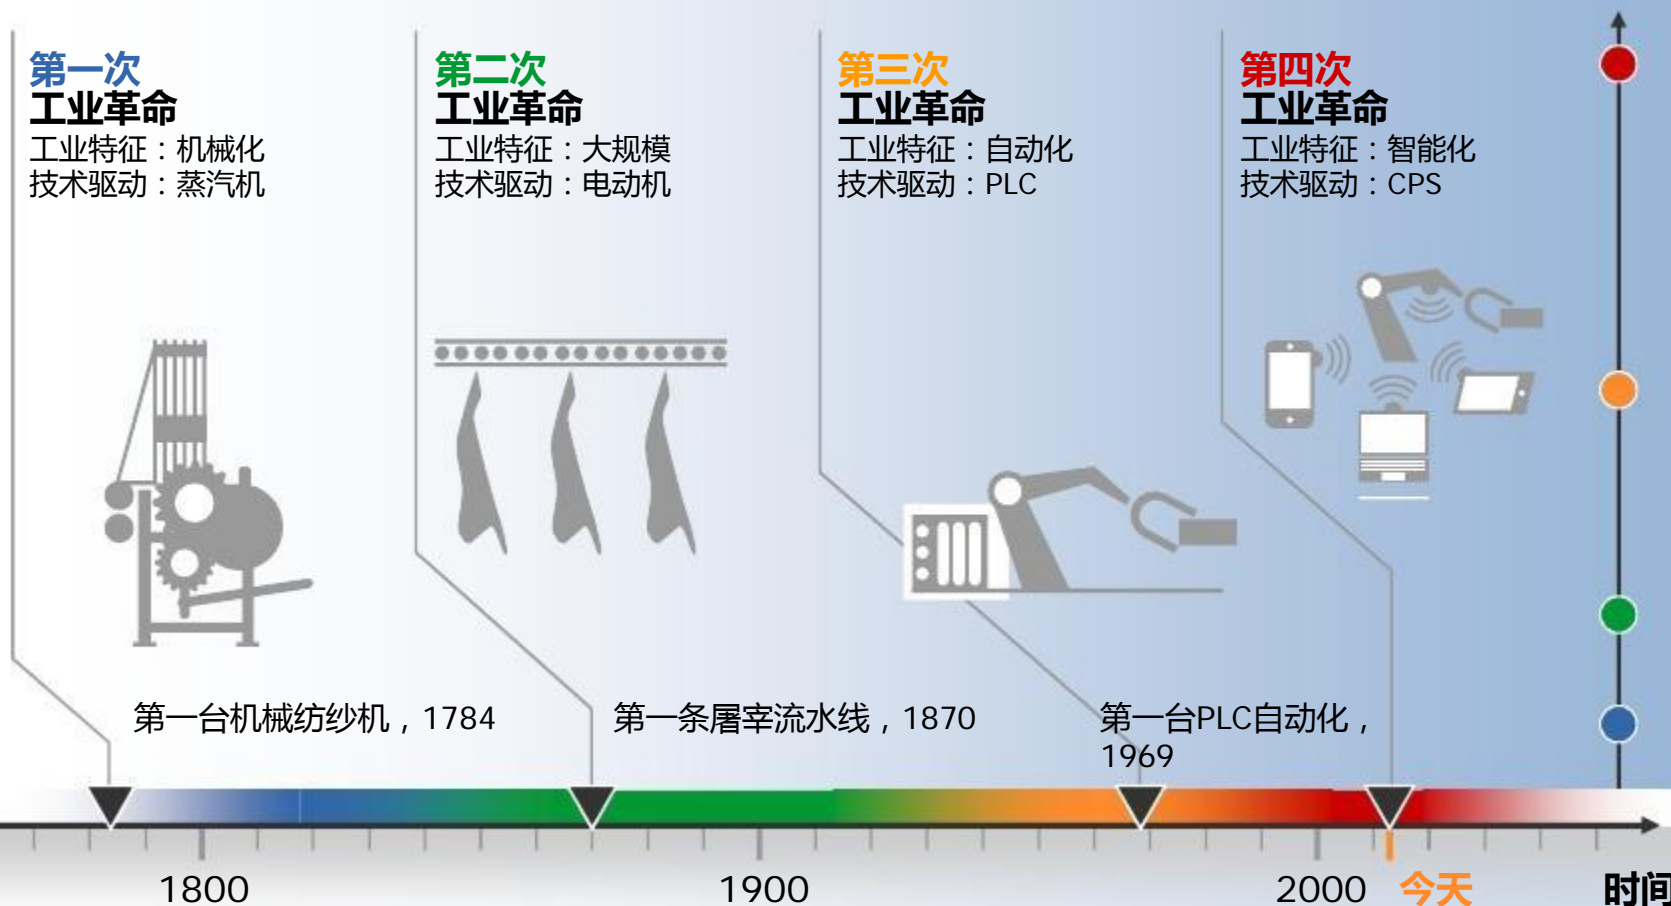 第一次
工业革命
工业特征：机械化
技术驱动：蒸汽机
第二次
工业革命
工业特征：大规模
技术驱动：电动机
第三次
工业革命
工业特征：自动化
技术驱动：PLC
第四次
工业革命
工业特征：智能化
技术驱动：CPS
第一台机械纺纱机，1784
第一条屠宰流水线，1870
第一台PLC自动化，
1969
1800
1900
2000
今天
时间